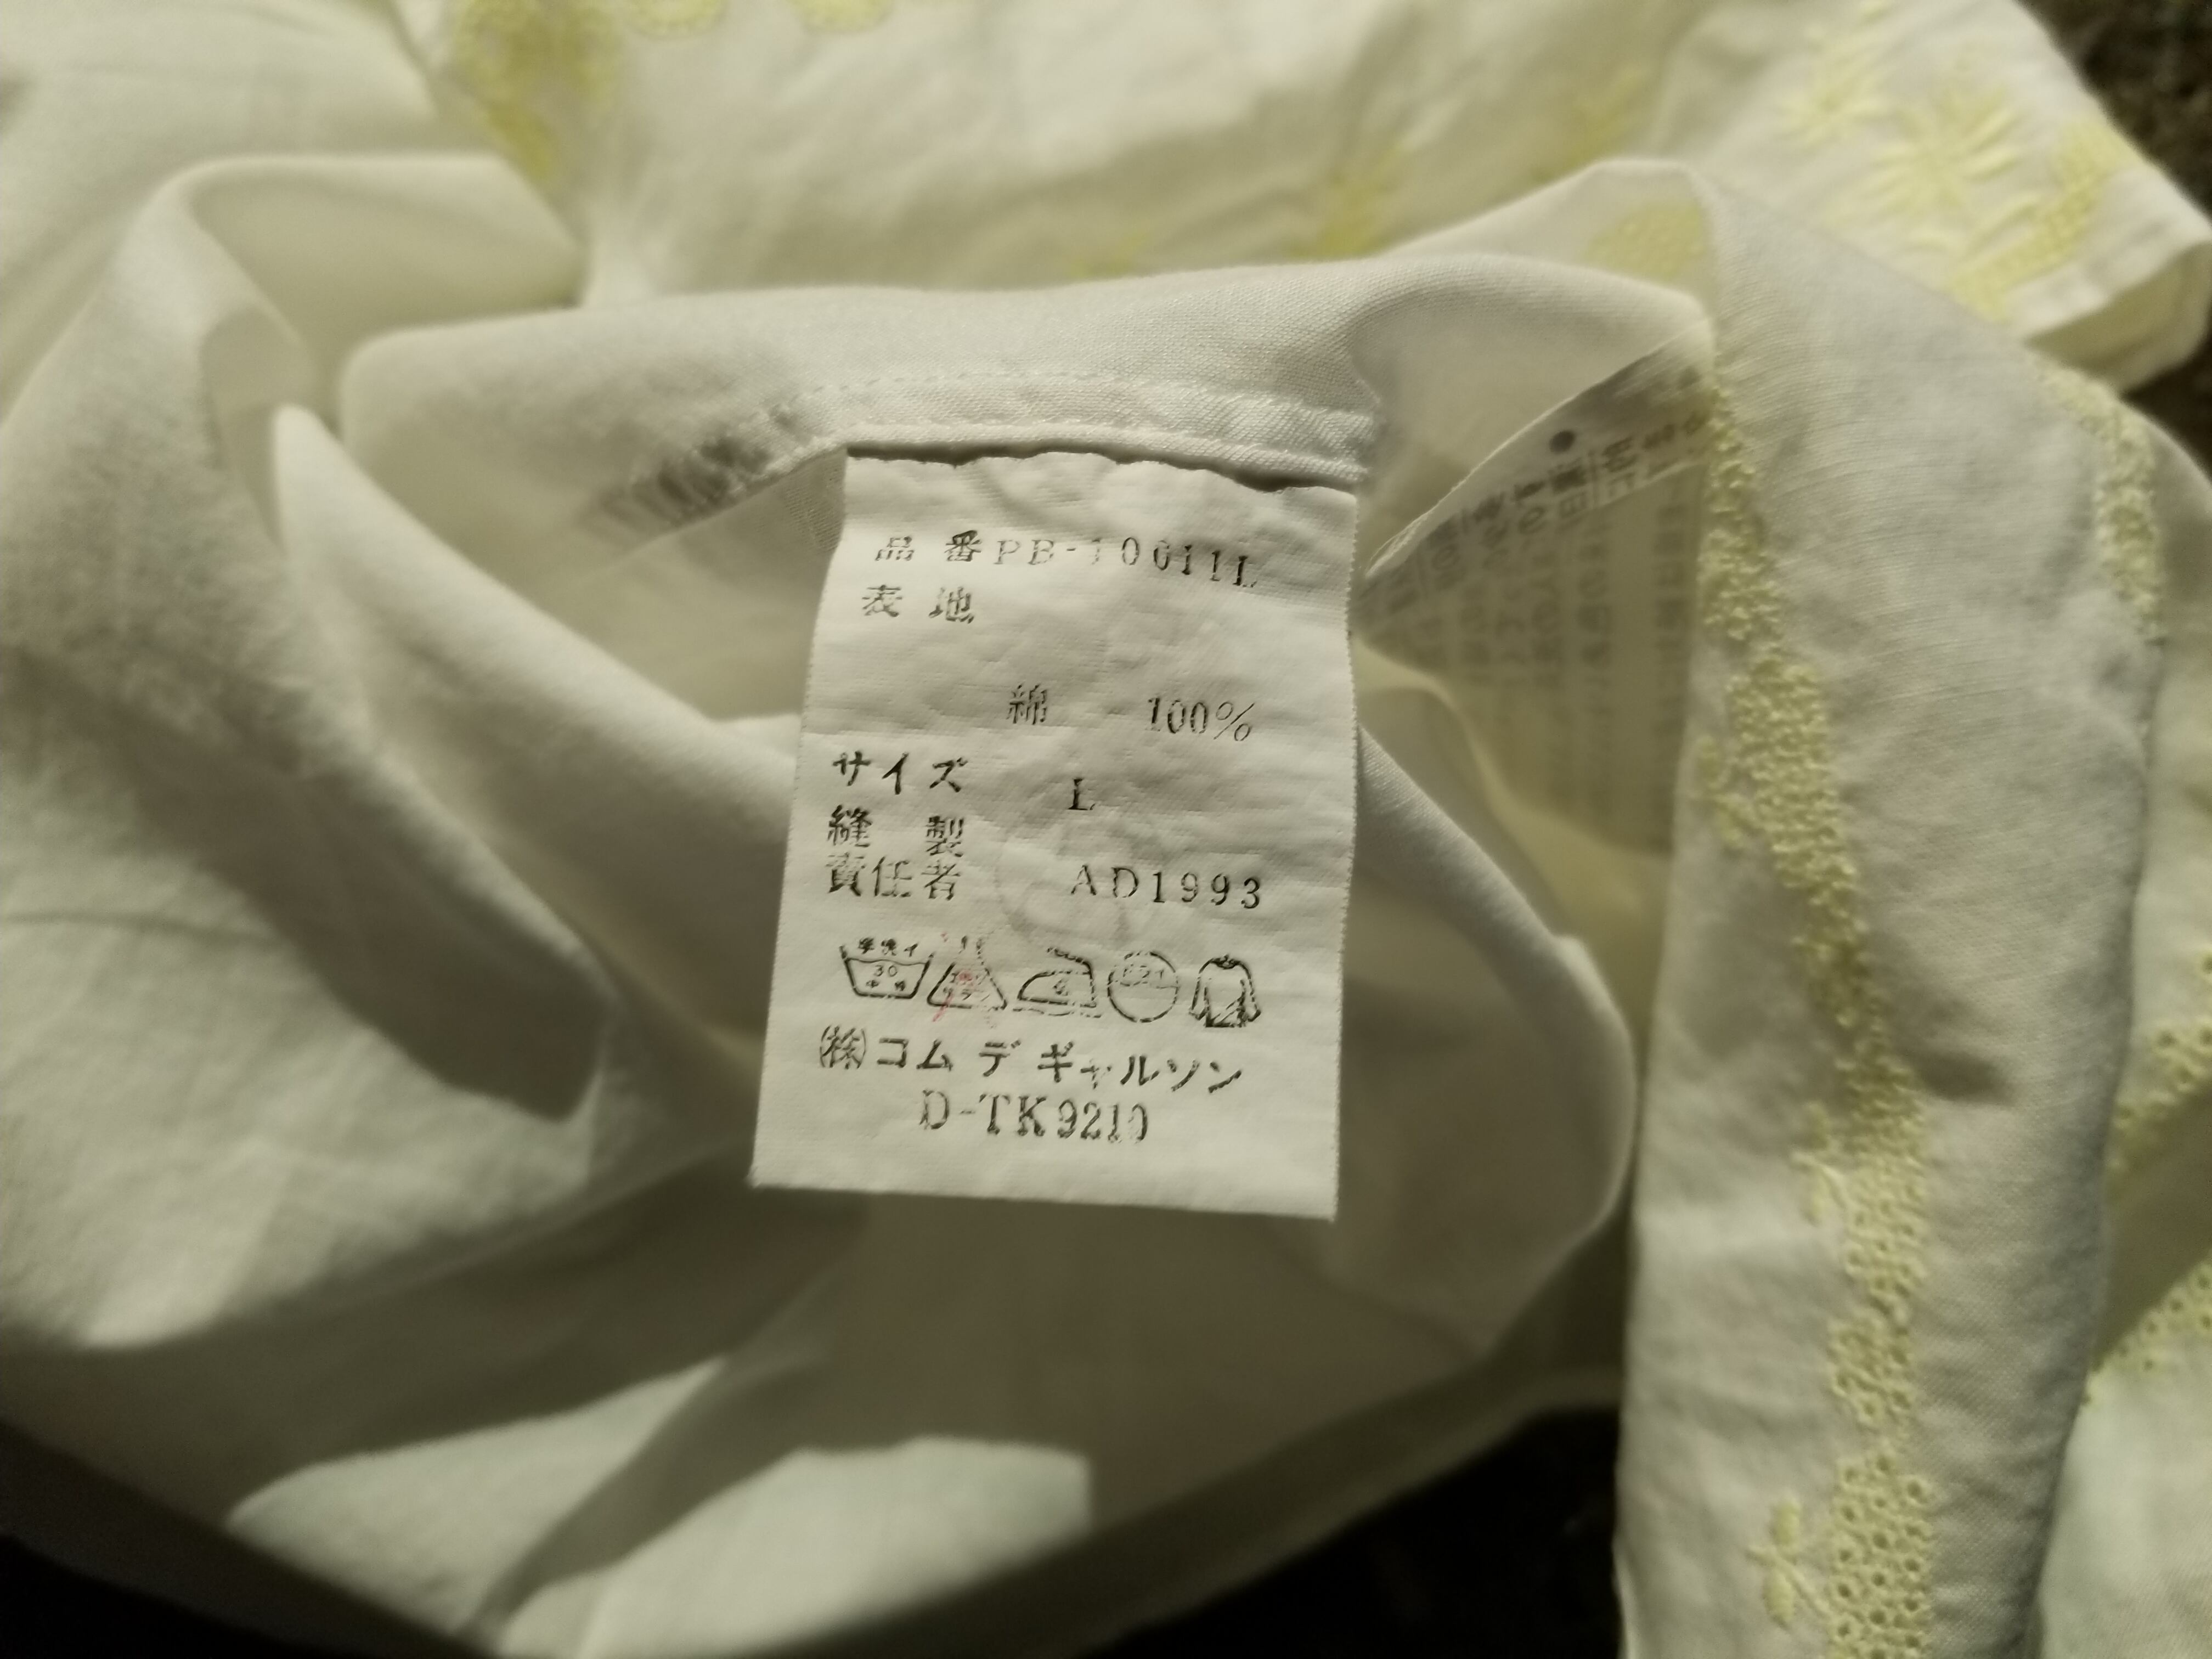 品 番 PB-10011L
表 地
綿 100%
サイズ L
縫 製
責任者 AD1993
30
㈱コム デ ギャルソン
D-TK9210